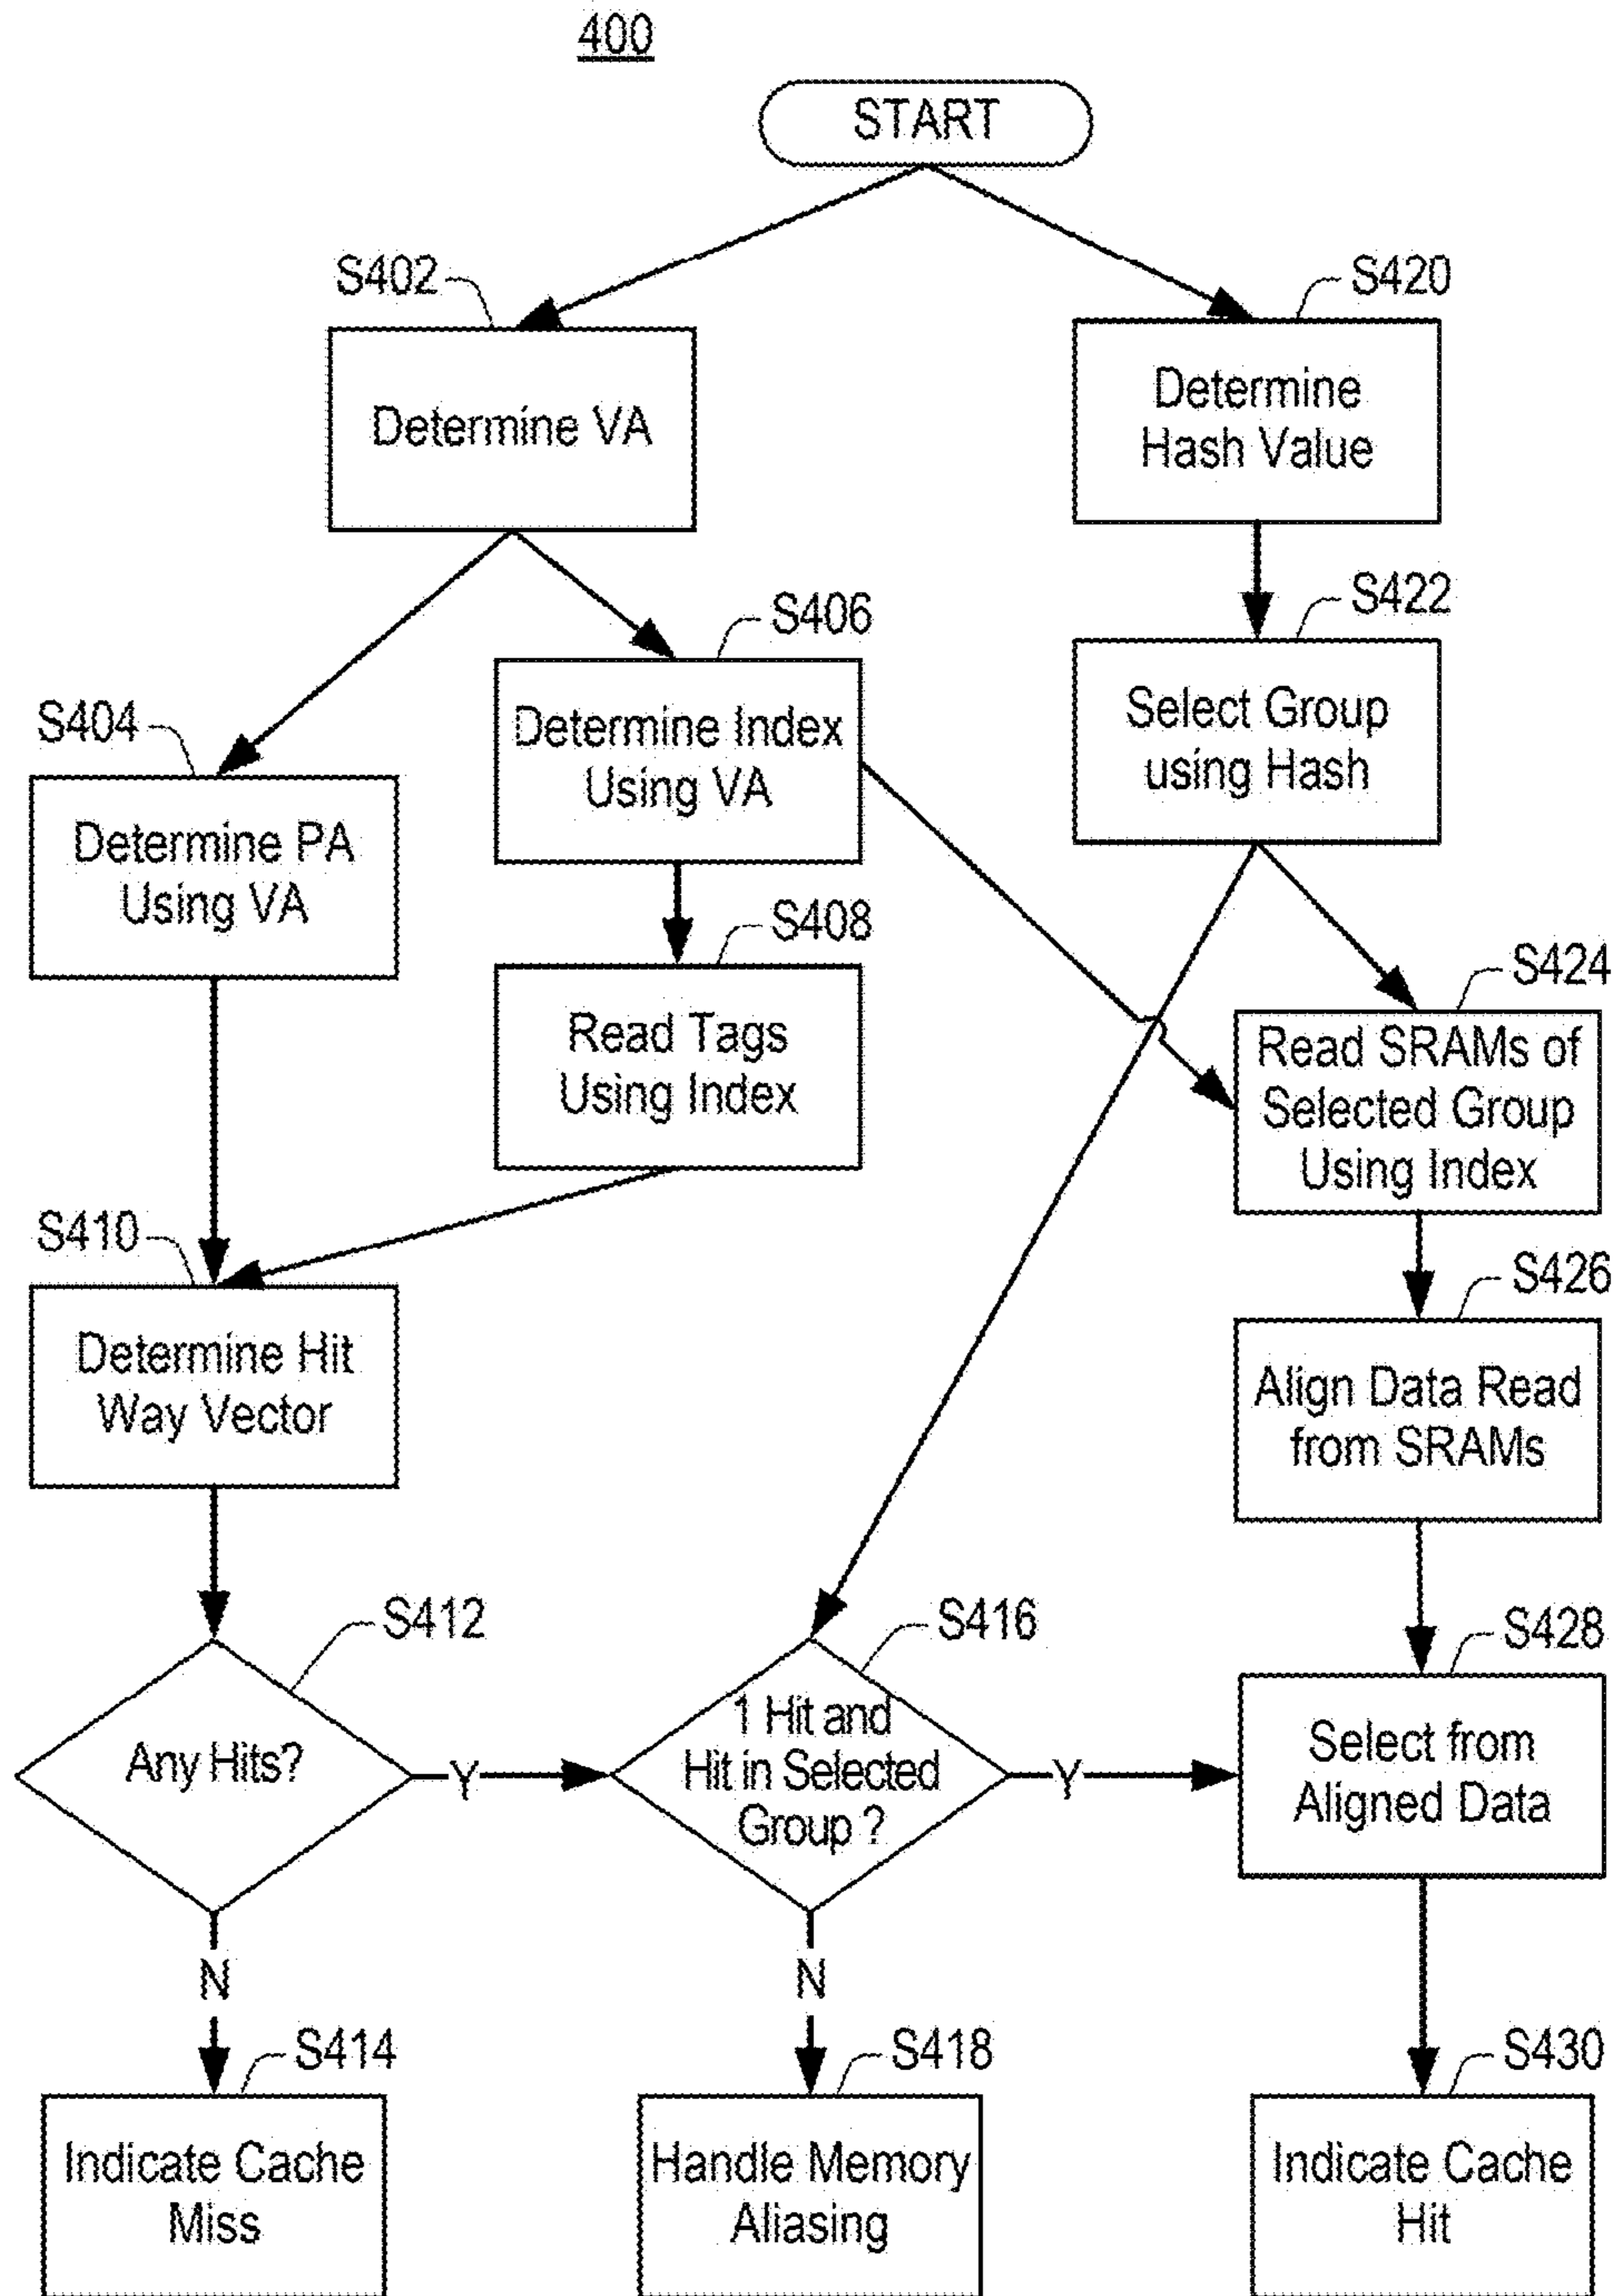 400
START
S402
Determine VA
S420
Determine
Hash Value
S422
Select Group
using Hash
S406
Determine Index
Using VA
S404
Determine PA
Using VA
S408
Read Tags
Using Index
S424
Read SRAMs of
Selected Group
Using Index
S410
Determine Hit
Way Vector
S426
Align Data Read
from SRAMs
S412
Any Hits?
Y
N
S416
1 Hit and
Hit in Selected
Group ?
Y
N
S428
Select from
Aligned Data
S414
Indicate Cache
Miss
S418
Handle Memory
Aliasing
S430
Indicate Cache
Hit